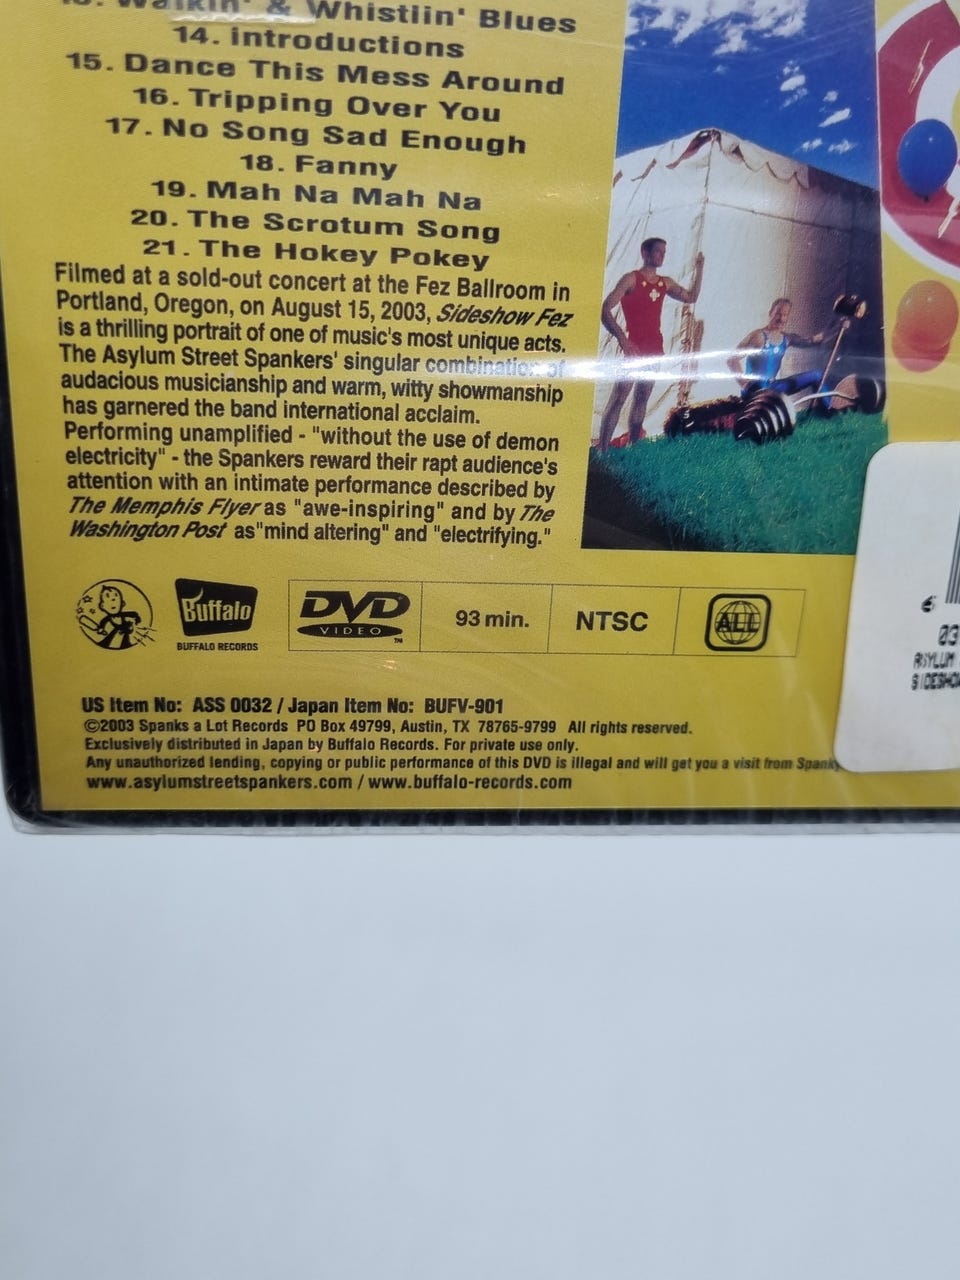 Walkin' & Whistlin' Blues
14. introductions
15. Dance This Mess Around
16. Tripping Over You
17. No Song Sad Enough
18. Fanny
19. Mah Na Mah Na
20. The Scrotum Song
21. The Hokey Pokey
Filmed at a sold-out concert at the Fez Ballroom in
Portland, Oregon, on August 15, 2003, Sideshow Fez
is a thrilling portrait of one of music's most unique acts.
The Asylum Street Spankers' singular combination of
audacious musicianship and warm, witty showmanship
has garnered the band international acclaim.
Performing unamplified - "without the use of demon
electricity" - the Spankers reward their rapt audience's
attention with an intimate performance described by
The Memphis Flyer as "awe-inspiring" and by The
Washington Post as"mind altering" and "electrifying."
Buffalo
BUFFALO RECORDS
DVD
VIDEO
TM
93 min.
NTSC
ALL
6
03
ASYLUM
SIDESHOW
US Item No: ASS 0032 / Japan Item No: BUFV-901
©2003 Spanks a Lot Records PO Box 49799, Austin, TX 78765-9799 All rights reserved.
Exclusively distributed in Japan by Buffalo Records. For private use only.
Any unauthorized lending, copying or public performance of this DVD is illegal and will get you a visit from Spanky
www.asylumstreetspankers.com / www.buffalo-records.com